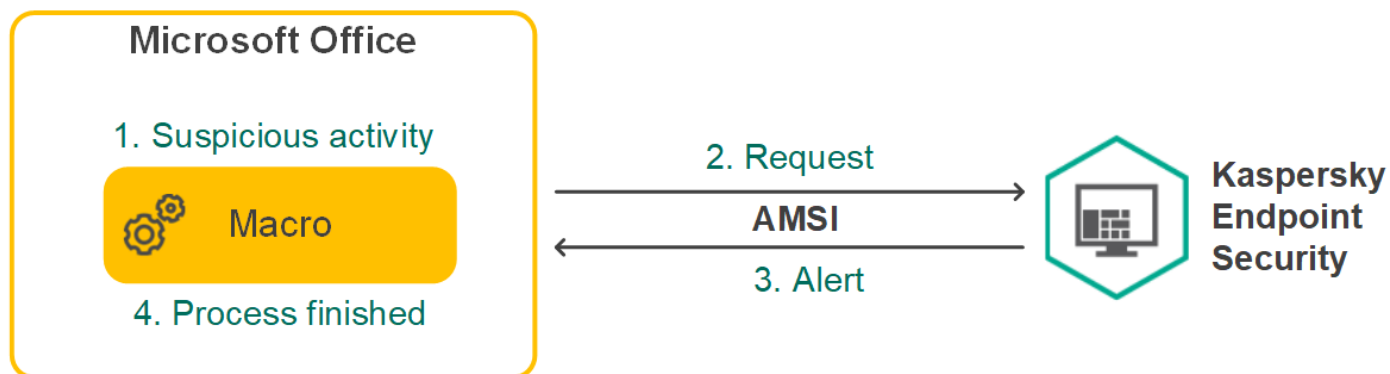 Microsoft Office
1. Suspicious activity
Macro
4. Process finished
2. Request
AMSI
3. Alert
Kaspersky
Endpoint
Security